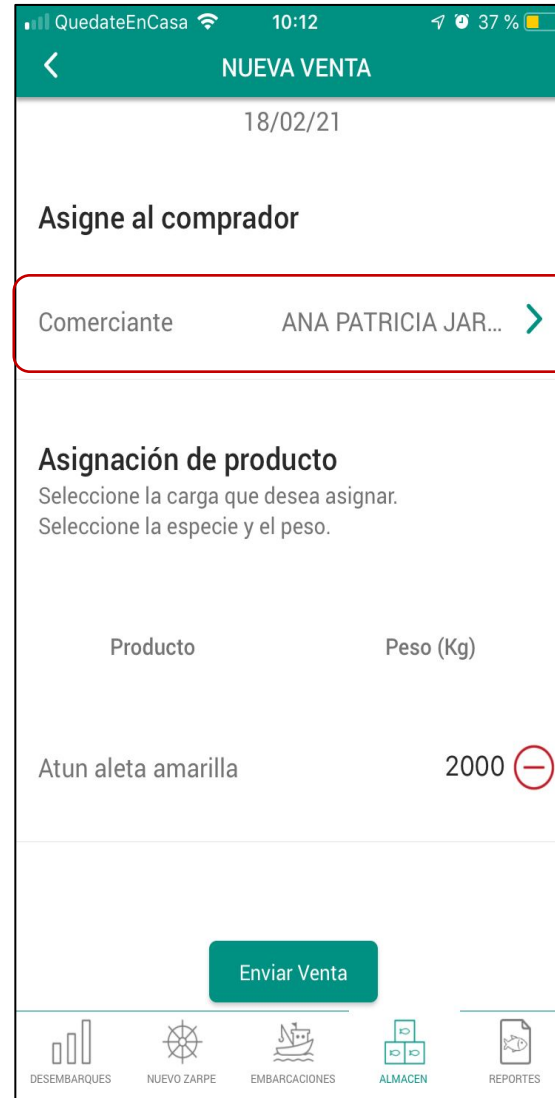 QuedateEnCasa 10:12 37 %
NUEVA VENTA
18/02/21
Asigne al comprador
Comerciante ANA PATRICIA JAR...
Asignación de producto
Seleccione la carga que desea asignar.
Seleccione la especie y el peso.
Producto Peso (Kg)
Atun aleta amarilla 2000
Enviar Venta
DESEMBARQUES NUEVO ZARPE EMBARCACIONES ALMACEN REPORTES